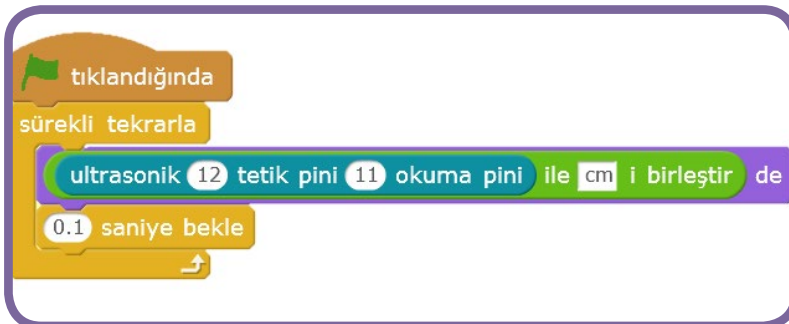 tıklandığında
sürekli tekrarla
ultrasonik 12 tetik pini 11 okuma pini ile cm i birleştir de
0.1 saniye bekle